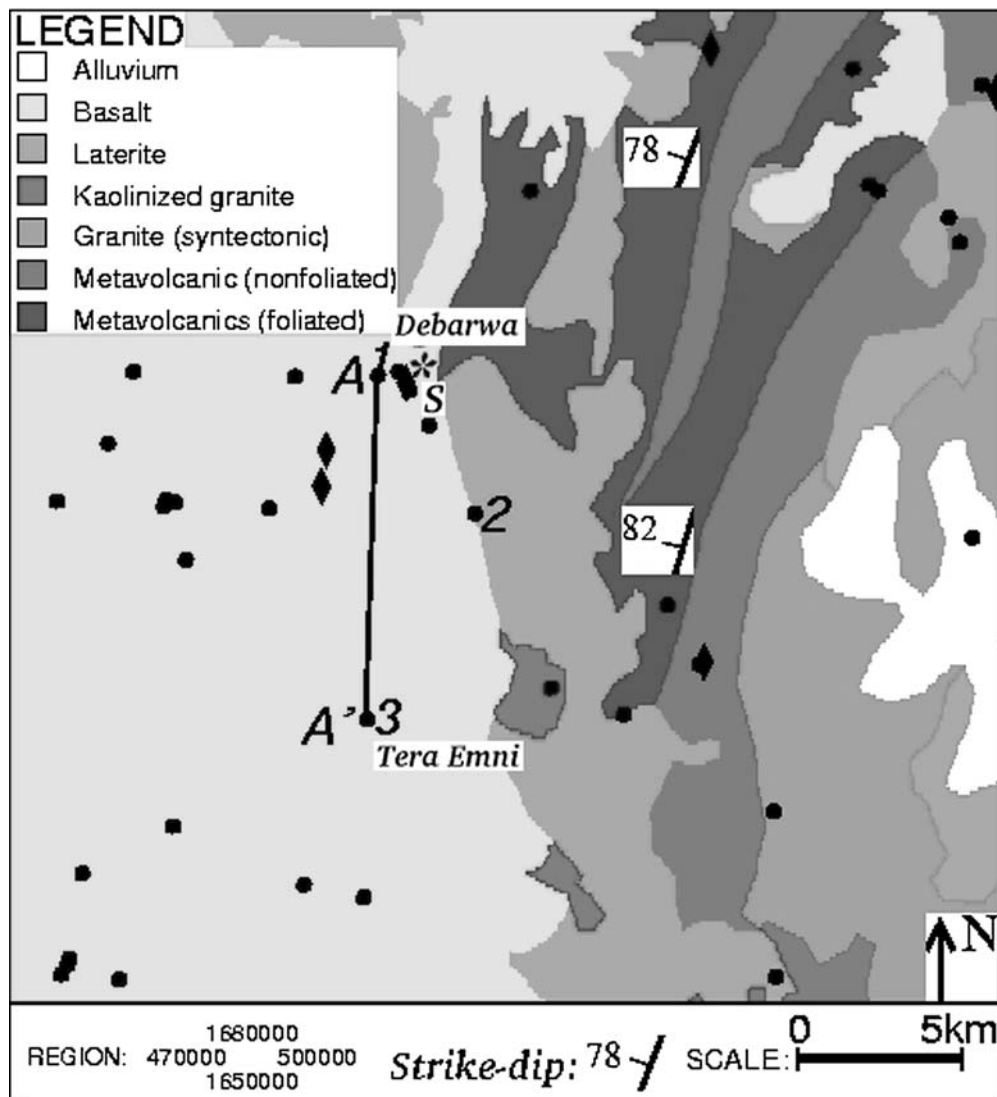 LEGEND
Alluvium
Basalt
Laterite
Kaolinized granite
Granite (syntectonic)
Metavolcanic (nonfoliated)
Metavolcanics (foliated)
78
Debarwa
1
A
S
2
82
A' 3
Tera Emni
N
1680000
REGION: 470000 500000
1650000
Strike-dip: 78
SCALE: 0 5km